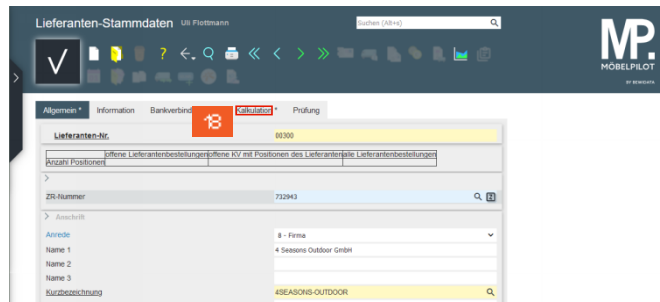 Lieferanten-Stammdaten Uli Flottmann
Suchen (Alt+s)
MP.
MÖBELPILOT
BY BEWIDATA
Allgemein * Information Bankverbind Kalkulation * Prüfung
18
Lieferanten-Nr. 00300
offene Lieferantenbestellungen offene KV mit Positionen des Lieferanten alle Lieferantenbestellungen
Anzahl Positionen
ZR-Nummer 732943
Anschrift
Anrede 8 - Firma
Name 1 4 Seasons Outdoor GmbH
Name 2
Name 3
Kurzbezeichnung 4SEASONS-OUTDOOR